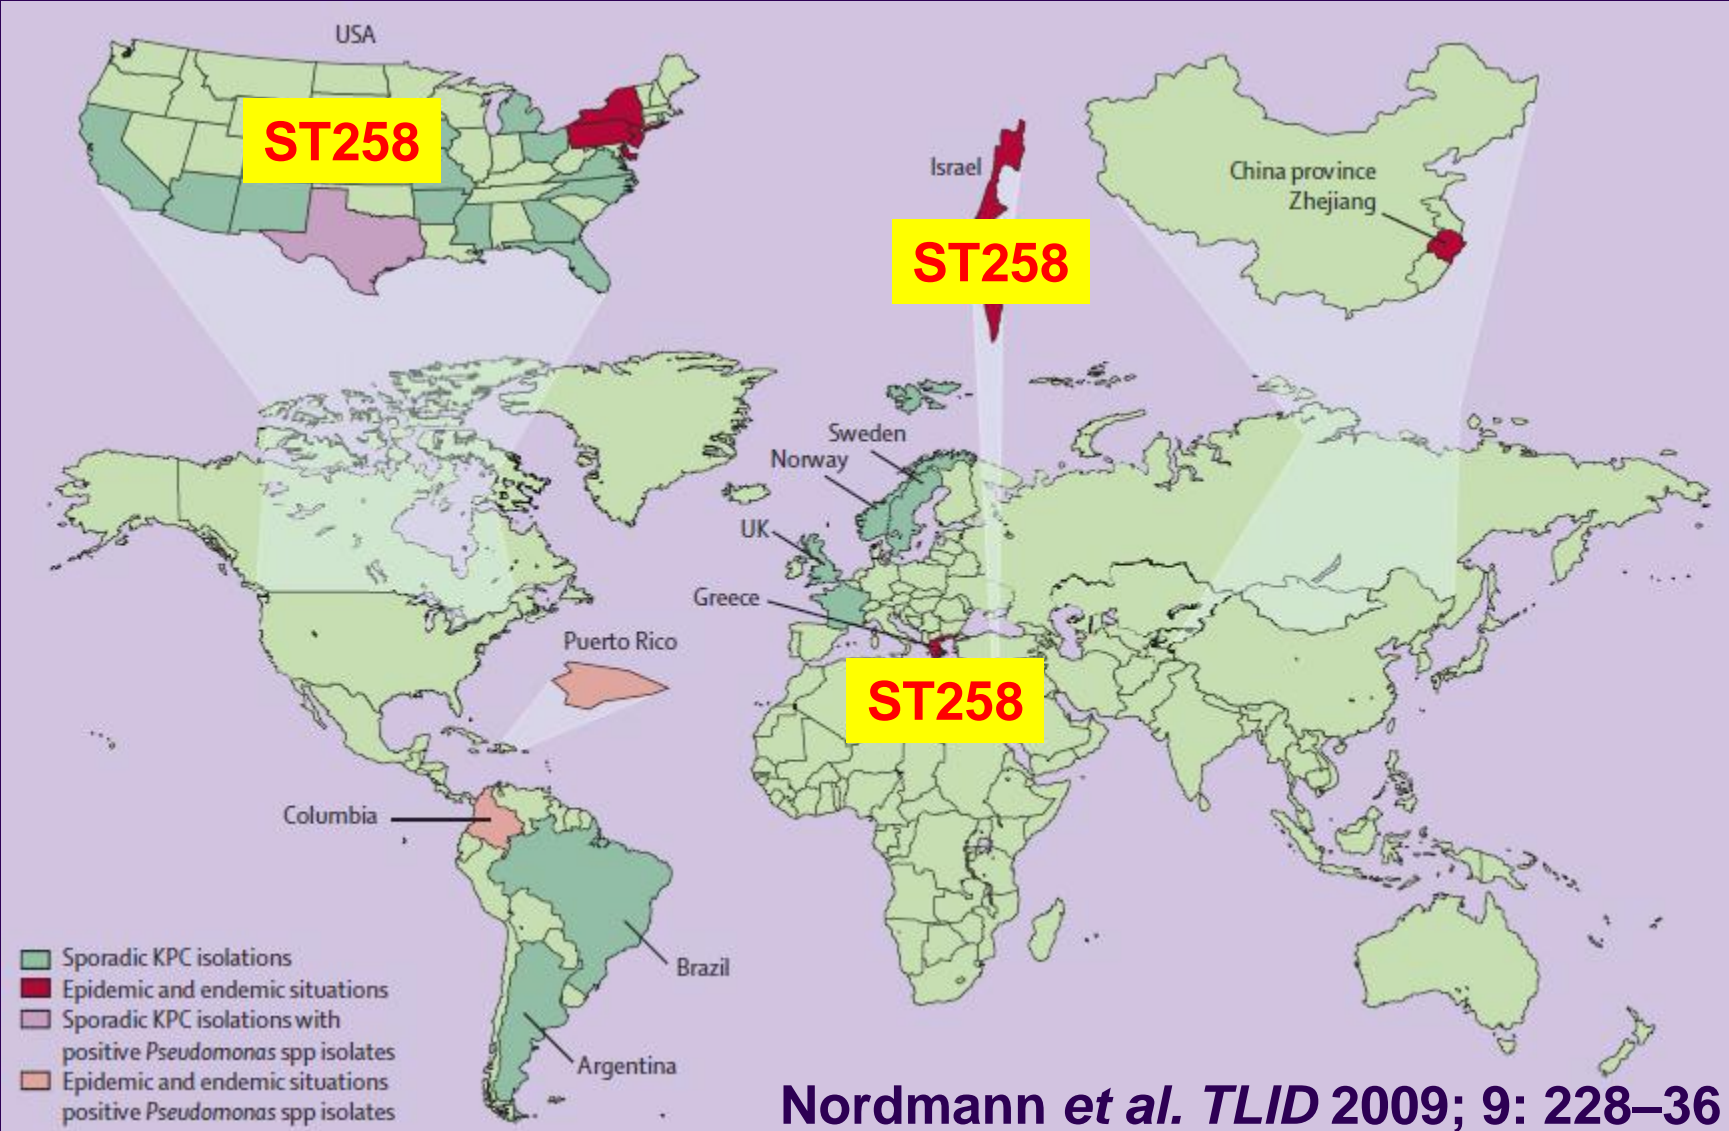 USA
ST258
Israel
ST258
China province
Zhejiang
Sweden
Norway
UK
Greece
Puerto Rico
ST258
Columbia
Brazil
Argentina
Sporadic KPC isolations
Epidemic and endemic situations
Sporadic KPC isolations with
positive Pseudomonas spp isolates
Epidemic and endemic situations
positive Pseudomonas spp isolates
Nordmann et al. TLID 2009; 9: 228–36